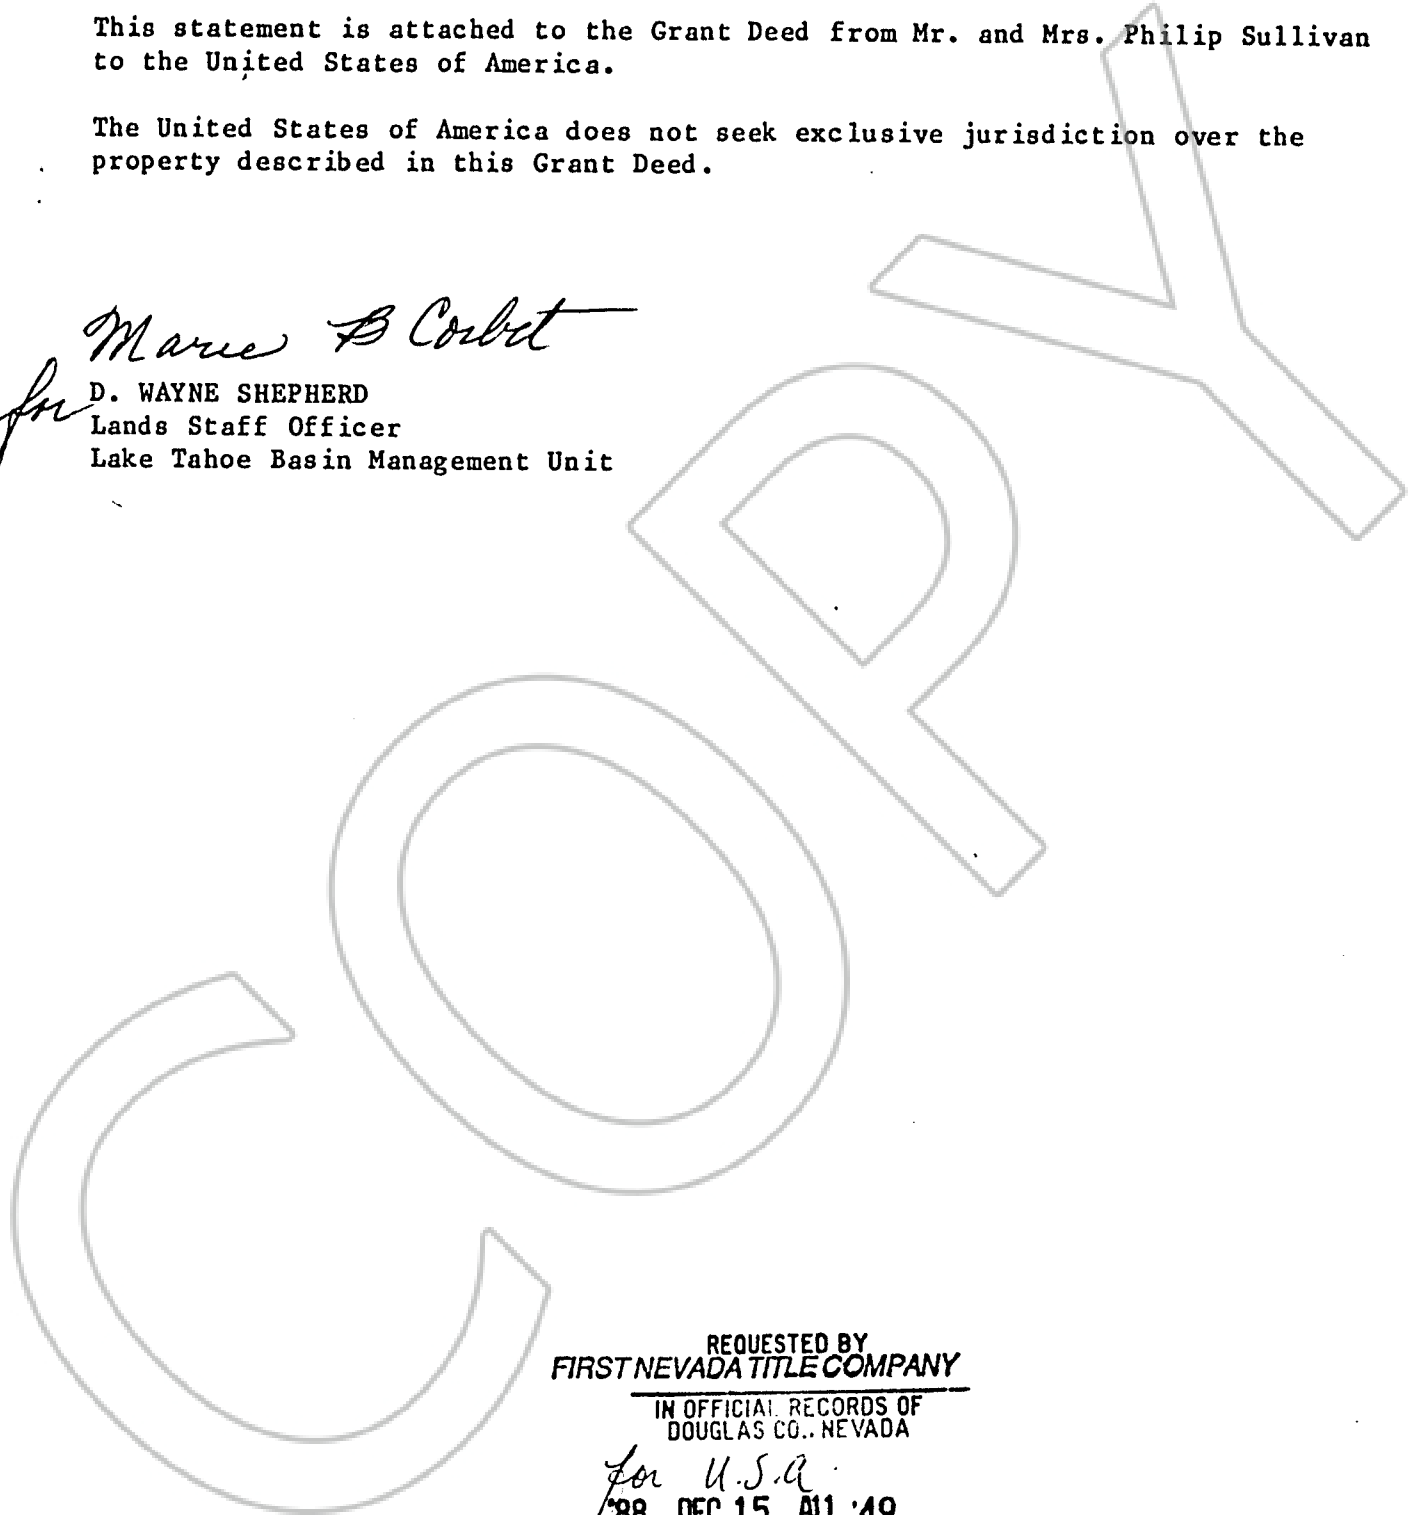 This statement is attached to the Grant Deed from Mr. and Mrs. Philip Sullivan
to the United States of America.
The United States of America does not seek exclusive jurisdiction over the
property described in this Grant Deed.
Marie B Corbet
for D. WAYNE SHEPHERD
Lands Staff Officer
Lake Tahoe Basin Management Unit
COPY
REQUESTED BY
FIRST NEVADA TITLE COMPANY
IN OFFICIAL RECORDS OF
DOUGLAS CO., NEVADA
for U.S.A.
'88 DEC 15 A11 :49